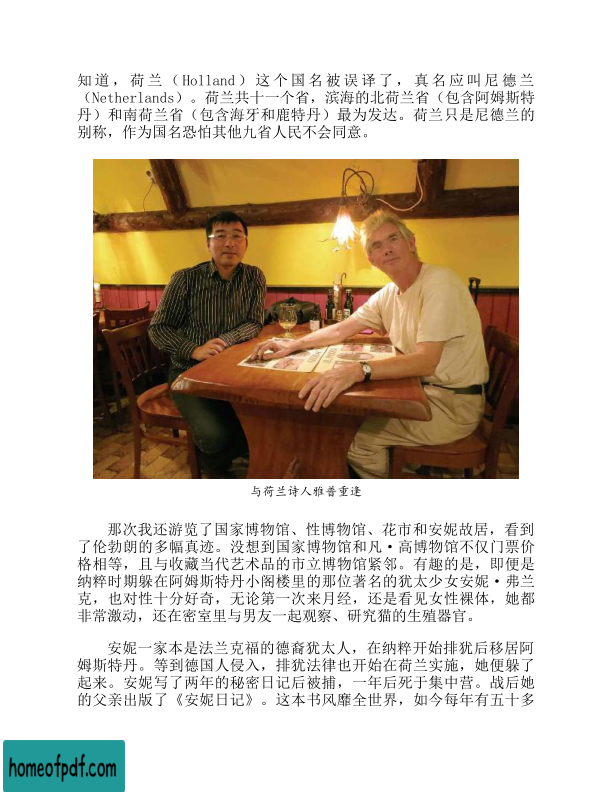 知道，荷兰（Holland）这个国名被误译了，真名应叫尼德兰
（Netherlands）。荷兰共十一个省，滨海的北荷兰省（包含阿姆斯特
丹）和南荷兰省（包含海牙和鹿特丹）最为发达。荷兰只是尼德兰的
别称，作为国名恐怕其他九省人民不会同意。
与荷兰诗人雅普重逢
那次我还游览了国家博物馆、性博物馆、花市和安妮故居，看到
了伦勃朗的多幅真迹。没想到国家博物馆和凡·高博物馆不仅门票价
格相等，且与收藏当代艺术品的市立博物馆紧邻。有趣的是，即便是
纳粹时期躲在阿姆斯特丹小阁楼里的那位著名的犹太少女安妮·弗兰
克，也对性十分好奇，无论第一次来月经，还是看见女性裸体，她都
非常激动，还在密室里与男友一起观察、研究猫的生殖器官。
安妮一家本是法兰克福的德裔犹太人，在纳粹开始排犹后移居阿
姆斯特丹。等到德国人侵入，排犹法律也开始在荷兰实施，她便躲了
起来。安妮写了两年的秘密日记后被捕，一年后死于集中营。战后她
的父亲出版了《安妮日记》。这本书风靡全世界，如今每年有五十多
homeofpdf.com